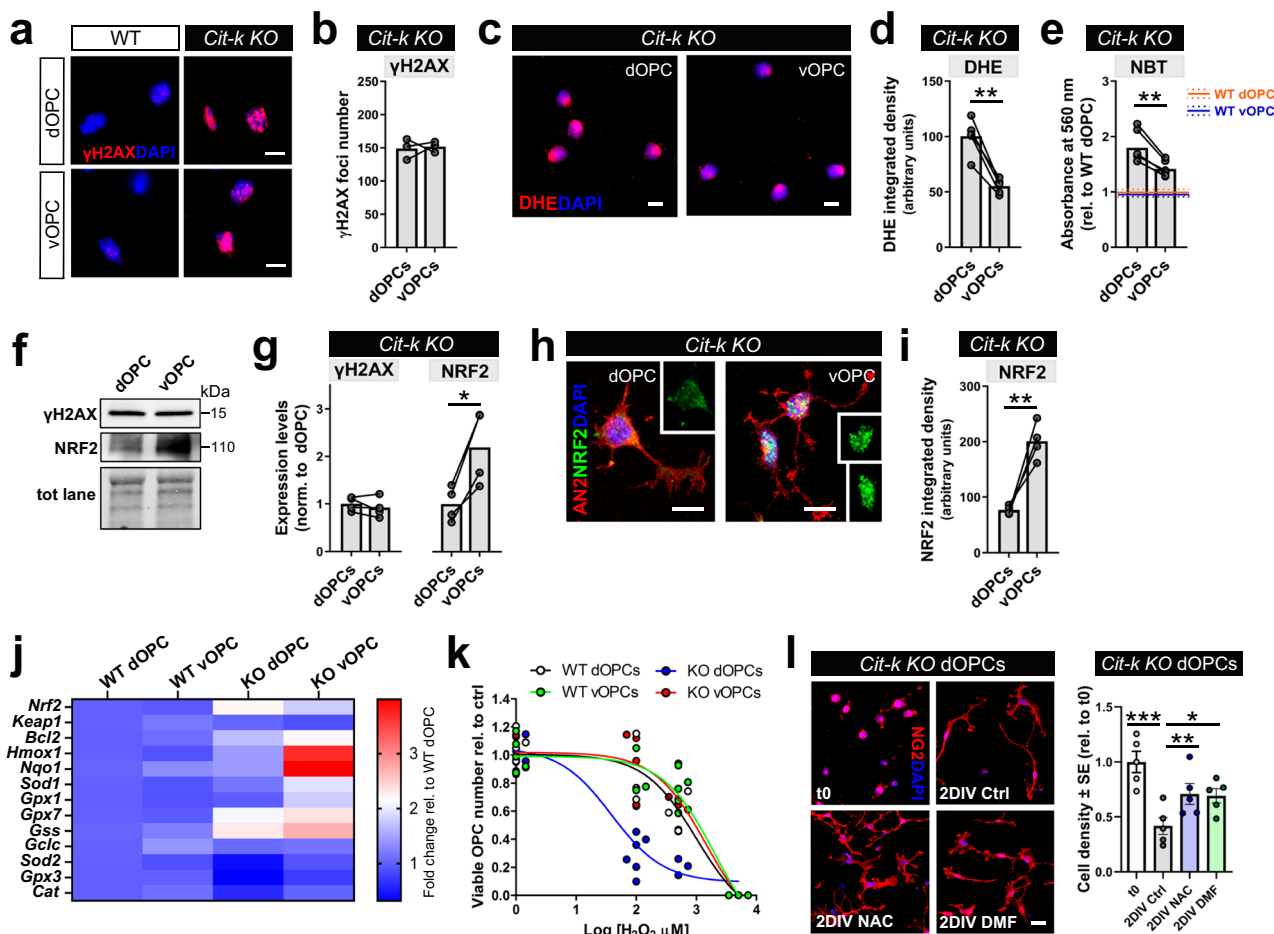 a
WT
Cit-k KO
dOPC
γH2AXDAPI
vOPC
b
Cit-k KO
γH2AX
γH2AX foci number
200
150
100
50
0
dOPCs
vOPCs
c
Cit-k KO
dOPC
vOPC
DHEDAPI
d
Cit-k KO
DHE
**
DHE integrated density
(arbitrary units)
150
100
50
0
dOPCs
vOPCs
e
Cit-k KO
NBT
**
WT dOPC
WT vOPC
Absorbance at 560 nm
(rel. to WT dOPC)
3
2
1
0
dOPCs
vOPCs
f
dOPC
vOPC
kDa
γH2AX
15
NRF2
110
tot lane
g
Cit-k KO
γH2AX
NRF2
*
Expression levels
(norm. to dOPC)
3
2
1
0
dOPCs
vOPCs
dOPCs
vOPCs
h
Cit-k KO
dOPC
vOPC
AN2NRF2DAPI
i
Cit-k KO
NRF2
**
NRF2 integrated density
(arbitrary units)
300
200
100
0
dOPCs
vOPCs
j
WT dOPC
WT vOPC
KO dOPC
KO vOPC
Nrf2
Keap1
Bcl2
Hmox1
Nqo1
Sod1
Gpx1
Gpx7
Gss
Gclc
Sod2
Gpx3
Cat
3
2
1
Fold change rel. to WT dOPC
k
WT dOPCs
KO dOPCs
WT vOPCs
KO vOPCs
Viable OPC number rel. to ctrl
1.4
1.2
1.0
0.8
0.6
0.4
0.2
0.0
0
1
2
3
4
Log [H₂O₂ μM]
l
Cit-k KO dOPCs
NG2DAPI
t0
2DIV Ctrl
2DIV NAC
2DIV DMF
Cit-k KO dOPCs
***
*
**
Cell density ± SE (rel. to t0)
1.5
1.0
0.5
0.0
t0
2DIV Ctrl
2DIV NAC
2DIV DMF